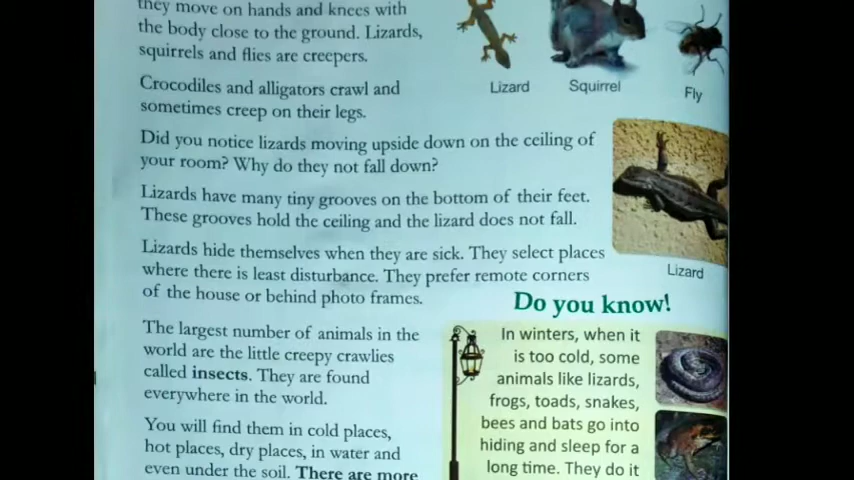 they move on hands and knees with
the body close to the ground. Lizards,
squirrels and flies are creepers.
Lizard
Squirrel
Fly
Crocodiles and alligators crawl and
sometimes creep on their legs.
Did you notice lizards moving upside down on the ceiling of
your room? Why do they not fall down?
Lizards have many tiny grooves on the bottom of their feet.
These grooves hold the ceiling and the lizard does not fall.
Lizards hide themselves when they are sick. They select places
where there is least disturbance. They prefer remote corners
of the house or behind photo frames.
Lizard
The largest number of animals in the
world are the little creepy crawlies
called insects. They are found
everywhere in the world.
You will find them in cold places,
hot places, dry places, in water and
even under the soil. There are more
Do you know!
In winters, when it
is too cold, some
animals like lizards,
frogs, toads, snakes,
bees and bats go into
hiding and sleep for a
long time. They do it